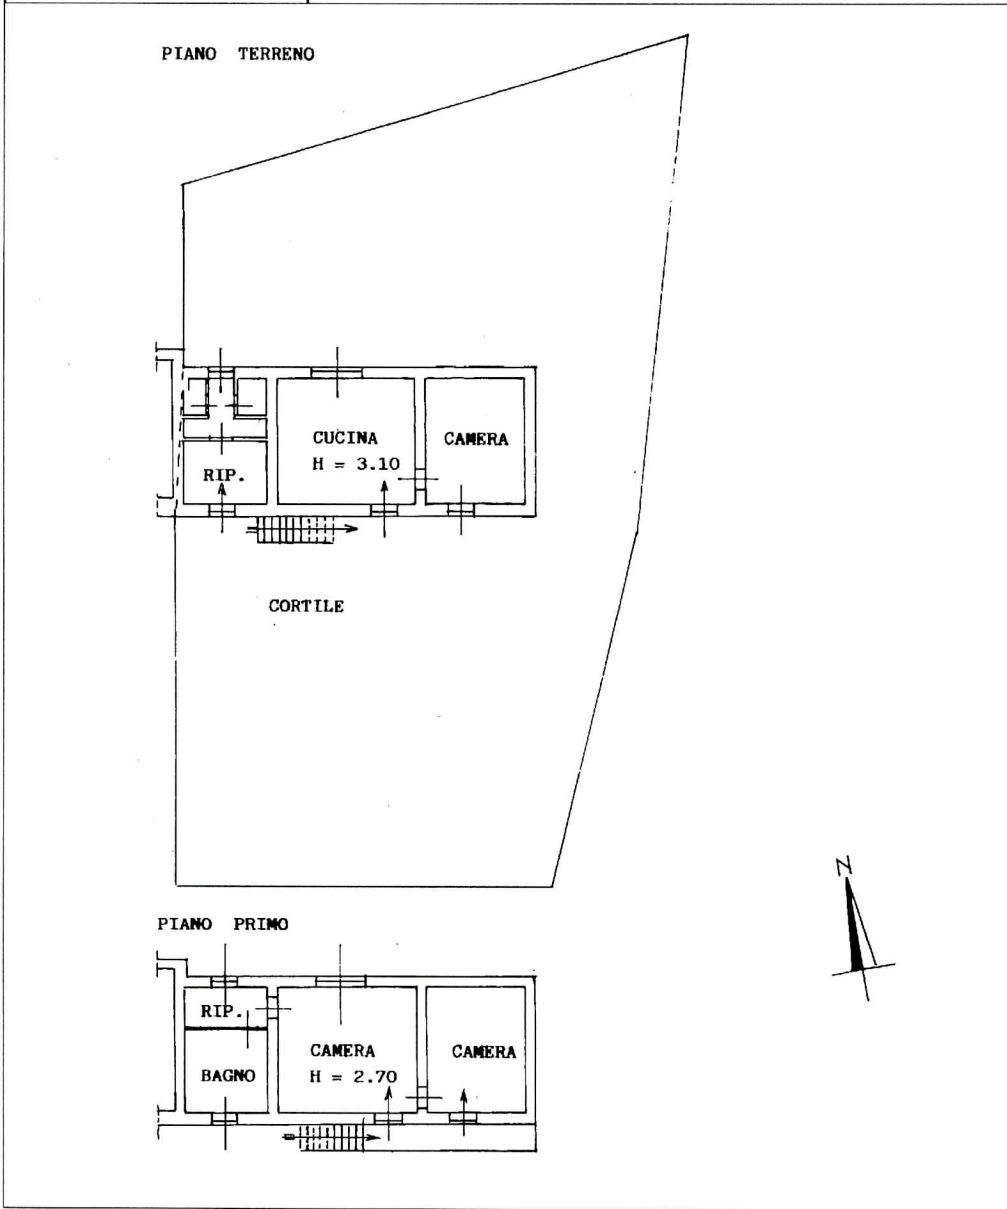 PIANO TERRENO
CUCINA
H = 3.10
CAMERA
RIP.
CORTILE
N
PIANO PRIMO
RIP.
CAMERA
H = 2.70
CAMERA
BAGNO